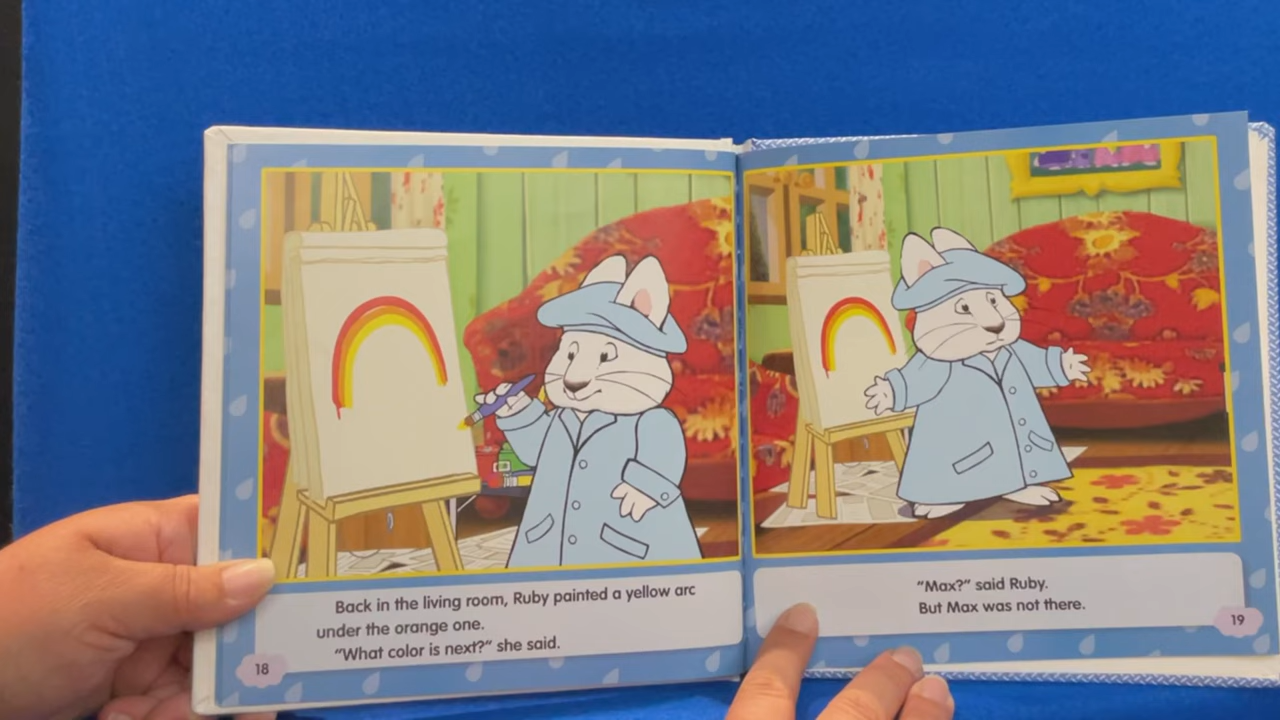 Back in the living room, Ruby painted a yellow arc
under the orange one.
“What color is next?” she said.
18
“Max?” said Ruby.
But Max was not there.
19